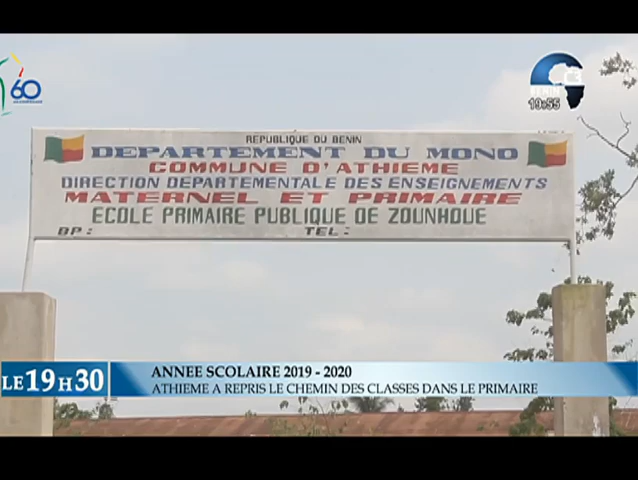 60
BENIN
19:55
REPUBLIQUE DU BENIN
DEPARTEMENT DU MONO
COMMUNE D'ATHIEME
DIRECTION DEPARTEMENTALE DES ENSEIGNEMENTS
MATERNEL ET PRIMAIRE
ECOLE PRIMAIRE PUBLIQUE DE ZOUNHOUE
BP: TEL:
LE 19H30
ANNEE SCOLAIRE 2019 - 2020
ATHIEME A REPRIS LE CHEMIN DES CLASSES DANS LE PRIMAIRE